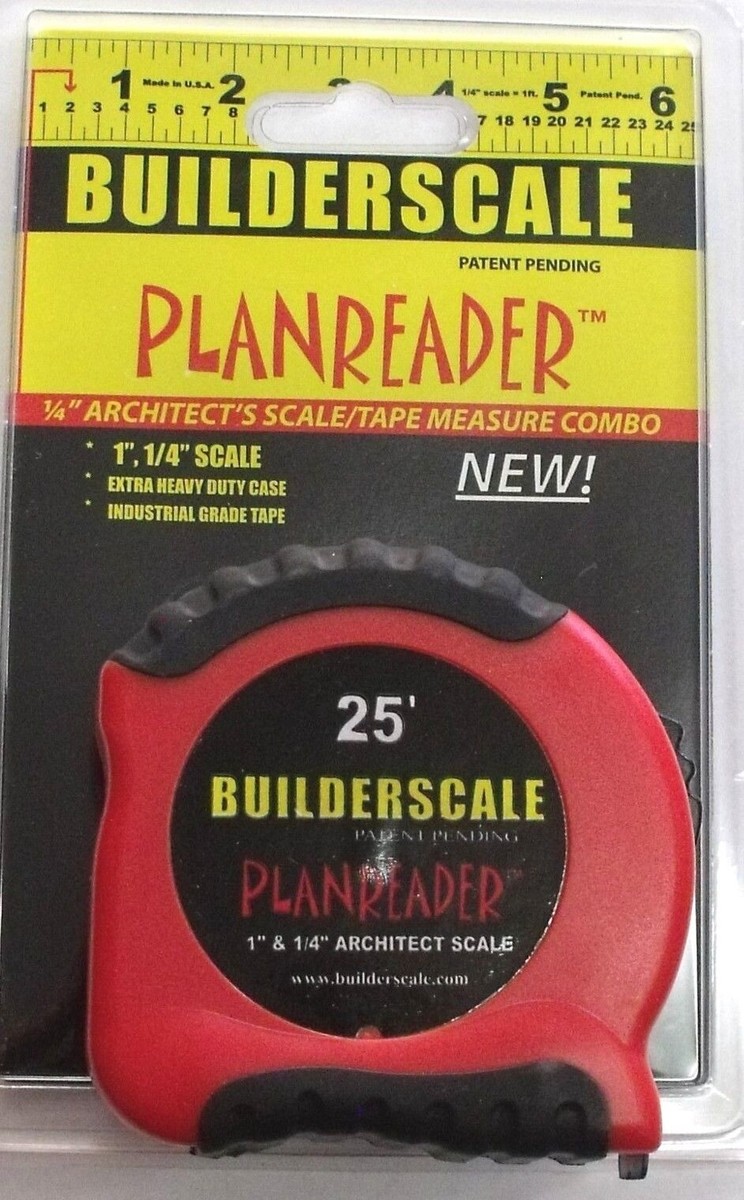 1 Made in U.S.A. 2 3 4 1/4" scale = 1ft. 5 Patent Pend. 6
1 2 3 4 5 6 7 8 7 18 19 20 21 22 23 24 25
BUILDERSCALE
PATENT PENDING
PLANREADER™
¼" ARCHITECT'S SCALE/TAPE MEASURE COMBO
* 1", 1/4" SCALE
NEW!
* EXTRA HEAVY DUTY CASE
* INDUSTRIAL GRADE TAPE
25'
BUILDERSCALE
PATENT PENDING
PLANREADER™
1" & 1/4" ARCHITECT SCALE
www.builderscale.com